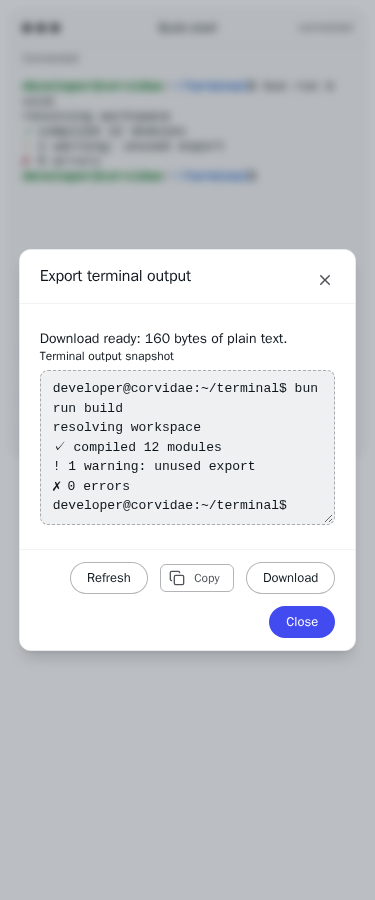 Export terminal output
Download ready: 160 bytes of plain text.
Terminal output snapshot
developer@corvidae:~/terminal$ bun
run build
resolving workspace
✓ compiled 12 modules
! 1 warning: unused export
✗ 0 errors
developer@corvidae:~/terminal$
Refresh
Copy
Download
Close